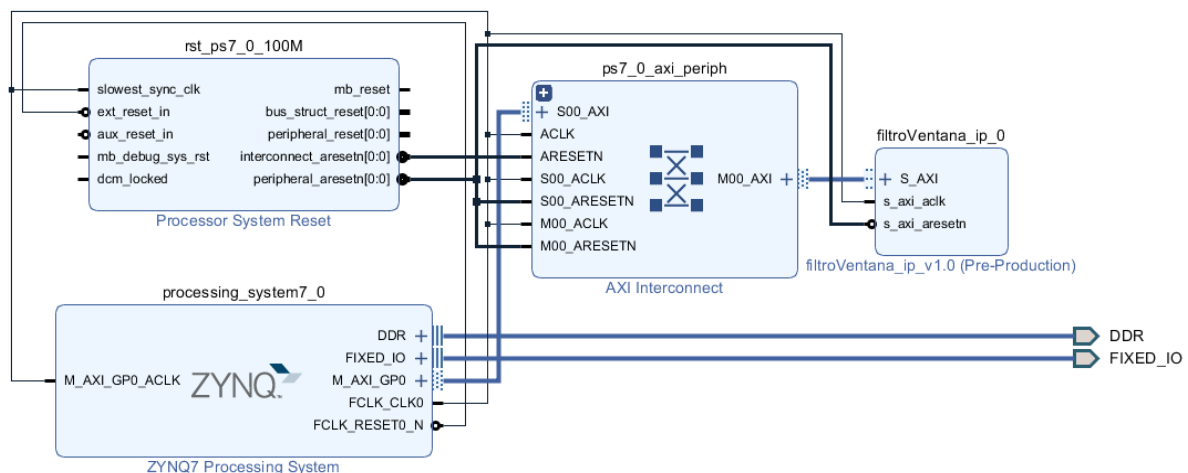 rst_ps7_0_100M
slowest_sync_clk
ext_reset_in
aux_reset_in
mb_debug_sys_rst
dcm_locked
mb_reset
bus_struct_reset[0:0]
peripheral_reset[0:0]
interconnect_aresetn[0:0]
peripheral_aresetn[0:0]
Processor System Reset
ps7_0_axi_periph
S00_AXI
ACLK
ARESETN
S00_ACLK
S00_ARESETN
M00_ACLK
M00_ARESETN
M00_AXI
AXI Interconnect
filtroVentana_ip_0
S_AXI
s_axi_aclk
s_axi_aresetn
filtroVentana_ip_v1.0 (Pre-Production)
processing_system7_0
M_AXI_GP0_ACLK
ZYNQ
DDR
FIXED_IO
M_AXI_GP0
FCLK_CLK0
FCLK_RESET0_N
ZYNQ7 Processing System
DDR
FIXED_IO